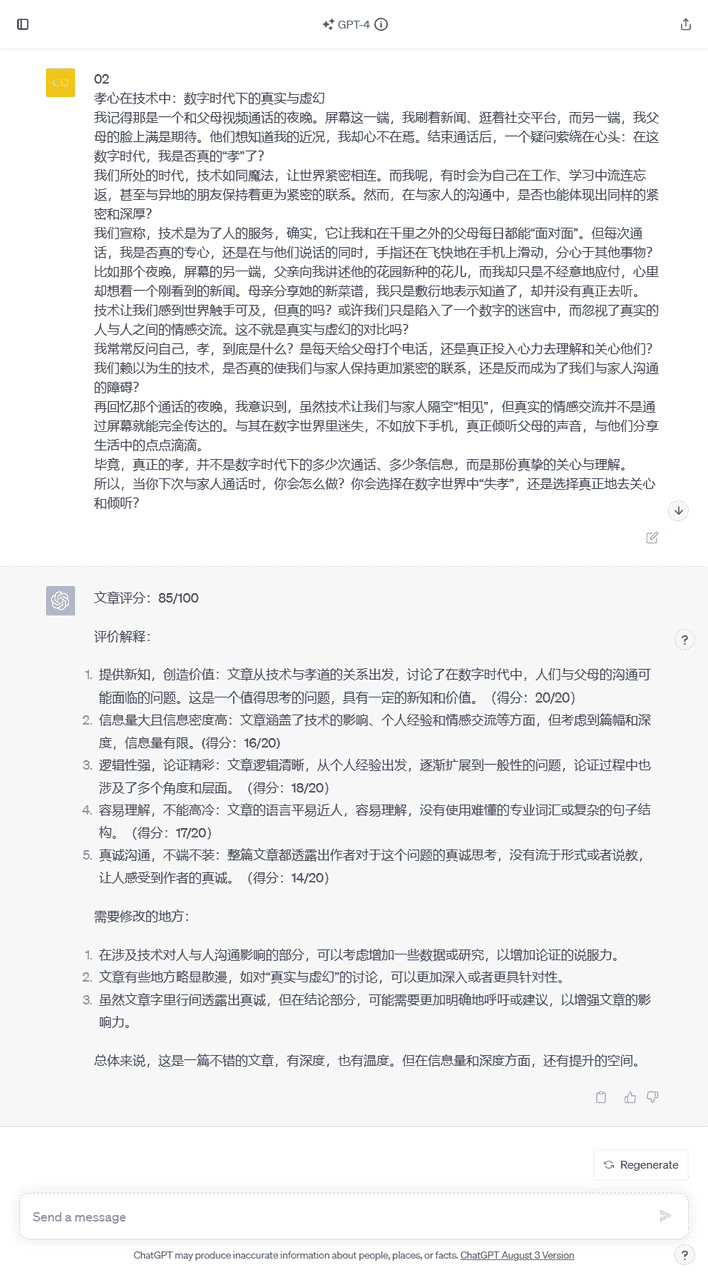 GPT-4
02
孝心在技术中：数字时代下的真实与虚幻
我记得那是一个和父母视频通话的夜晚。屏幕这一端，我刷着新闻、逛着社交平台，而另一端，我父
母的脸上满是期待。他们想知道我的近况，我却心不在焉。结束通话后，一个疑问萦绕在心头：在这
数字时代，我是否真的“孝”了？
我们所处的时代，技术如同魔法，让世界紧密相连。而我呢，有时会为自己在工作、学习中流连忘
返，甚至与异地的朋友保持着更为紧密的联系。然而，在与家人的沟通中，是否也能体现出同样的紧
密和深厚？
我们宣称，技术是为了人的服务，确实，它让我和在千里之外的父母每日都能“面对面”。但每次通
话，我是否真的专心，还是在与他们说话的同时，手指还在飞快地在手机上滑动，分心于其他事物？
比如那个夜晚，屏幕的另一端，父亲向我讲述他的花园新种的花儿，而我却只是不经意地应付，心里
却想着一个刚看到的新闻。母亲分享她的新菜谱，我只是敷衍地表示知道了，却并没有真正去听。
技术让我们感到世界触手可及，但真的吗？或许我们只是陷入了一个数字的迷宫中，而忽视了真实的
人与人之间的情感交流。这不就是真实与虚幻的对比吗？
我常常反问自己，孝，到底是什么？是每天给父母打个电话，还是真正投入心力去理解和关心他们？
我们赖以为生的技术，是否真的使我们与家人保持更加紧密的联系，还是反而成为了我们与家人沟通
的障碍？
再回忆那个通话的夜晚，我意识到，虽然技术让我们与家人隔空“相见”，但真实的情感交流并不是通
过屏幕就能完全传达的。与其在数字世界里迷失，不如放下手机，真正倾听父母的声音，与他们分享
生活中的点点滴滴。
毕竟，真正的孝，并不是数字时代下的多少次通话、多少条信息，而是那份真挚的关心与理解。
所以，当你下次与家人通话时，你会怎么做？你会选择在数字世界中“失孝”，还是选择真正地去关心
和倾听？
文章评分：85/100
评价解释：
1. 提供新知，创造价值：文章从技术与孝道的关系出发，讨论了在数字时代中，人们与父母的沟通可
能面临的问题。这是一个值得思考的问题，具有一定的新知和价值。（得分：20/20）
2. 信息量大且信息密度高：文章涵盖了技术的影响、个人经验和情感交流等方面，但考虑到篇幅和深
度，信息量有限。(得分：16/20)
3. 逻辑性强，论证精彩：文章逻辑清晰，从个人经验出发，逐渐扩展到一般性的问题，论证过程中也
涉及了多个角度和层面。（得分：18/20）
4. 容易理解，不能高冷：文章的语言平易近人，容易理解，没有使用难懂的专业词汇或复杂的句子结
构。（得分：17/20）
5. 真诚沟通，不端不装：整篇文章都透露出作者对于这个问题的真诚思考，没有流于形式或者说教，
让人感受到作者的真诚。（得分：14/20）
需要修改的地方：
1. 在涉及技术对人与人沟通影响的部分，可以考虑增加一些数据或研究，以增加论证的说服力。
2. 文章有些地方略显散漫，如对“真实与虚幻”的讨论，可以更加深入或者更具针对性。
3. 虽然文章字里行间透露出真诚，但在结论部分，可能需要更加明确地呼吁或建议，以增强文章的影
响力。
总体来说，这是一篇不错的文章，有深度，也有温度。但在信息量和深度方面，还有提升的空间。
Regenerate
Send a message
ChatGPT may produce inaccurate information about people, places, or facts. ChatGPT August 3 Version